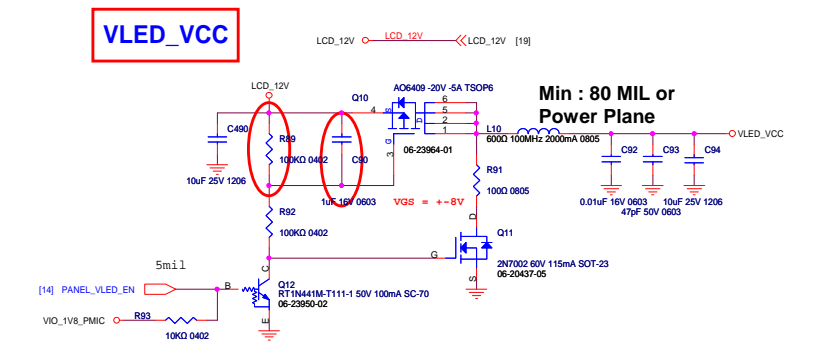 VLED_VCC
LCD_12V
LCD_12V
LCD_12V [19]
LCD_12V
Q10
AO6409 -20V -5A TSOP6
Min : 80 MIL or
Power Plane
4
S
D
G
6
5
2
1
3
06-23964-01
C490
10uF 25V 1206
R89
100KΩ 0402
C90
1uF 16V 0603
L10
600Ω 100MHz 2000mA 0805
VLED_VCC
C92
0.01uF 16V 0603
C93
47pF 50V 0603
C94
10uF 25V 1206
R91
100Ω 0805
VGS = +-8V
R92
100KΩ 0402
D
Q11
G
S
2N7002 60V 115mA SOT-23
06-20437-05
5mil
C
[14] PANEL_VLED_EN
B
Q12
RT1N441M-T111-1 50V 100mA SC-70
06-23950-02
E
VIO_1V8_PMIC
R93
10KΩ 0402